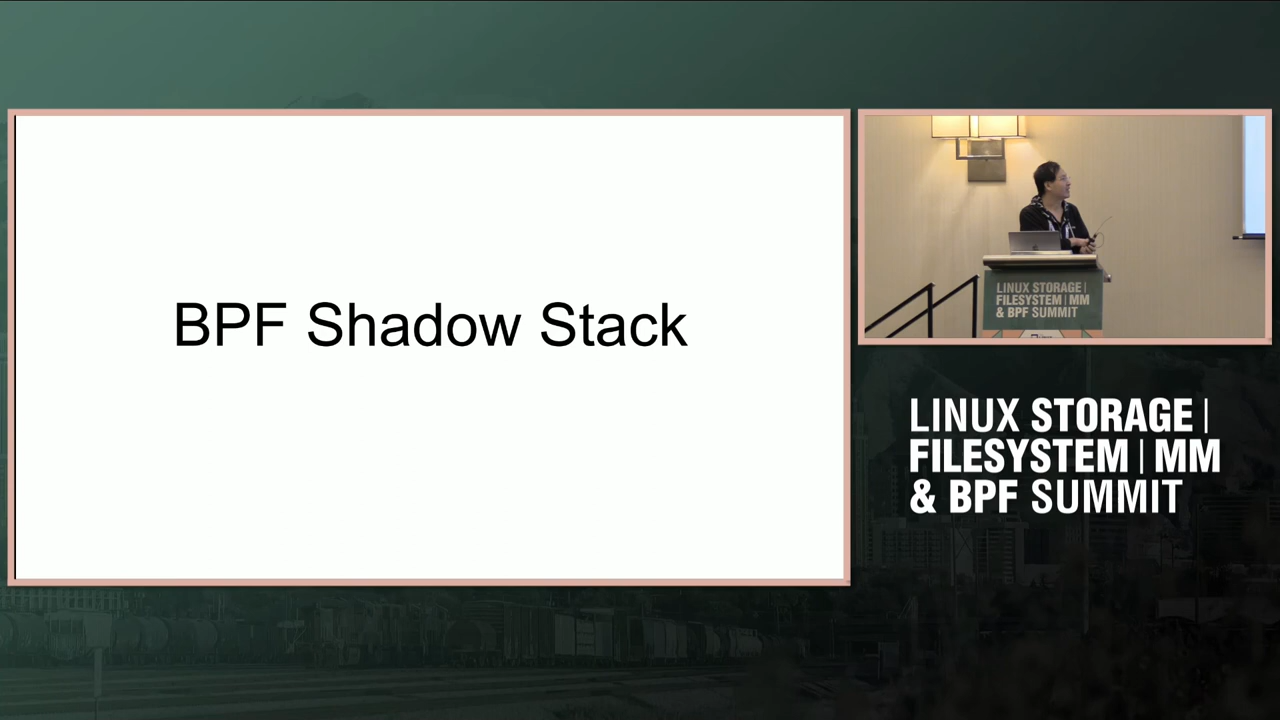 BPF Shadow Stack
LINUX STORAGE |
FILESYSTEM | MM
& BPF SUMMIT
LINUX STORAGE |
FILESYSTEM | MM
& BPF SUMMIT